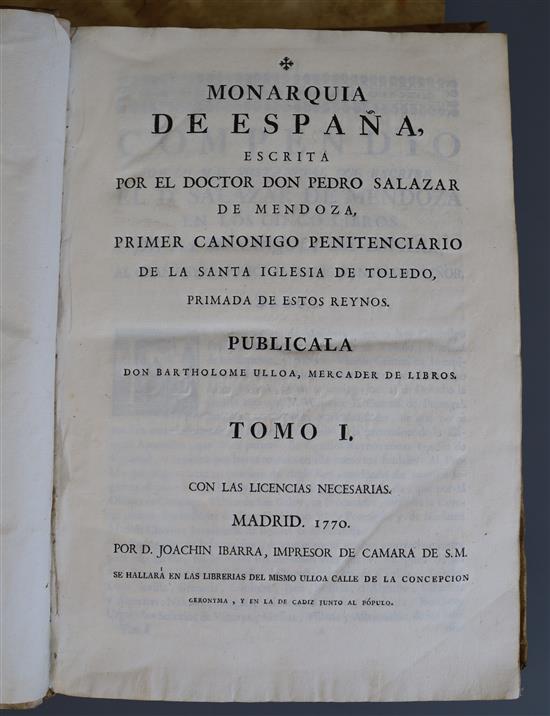 MONARQUIA
DE ESPAÑA,
ESCRITA
POR EL DOCTOR DON PEDRO SALAZAR
DE MENDOZA,
PRIMER CANONIGO PENITENCIARIO
DE LA SANTA IGLESIA DE TOLEDO,
PRIMADA DE ESTOS REYNOS.
PUBLICALA
DON BARTHOLOME ULLOA, MERCADER DE LIBROS.
TOMO I.
CON LAS LICENCIAS NECESARIAS.
MADRID. 1770.
POR D. JOACHIN IBARRA, IMPRESOR DE CAMARA DE S.M.
SE HALLARÁ EN LAS LIBRERIAS DEL MISMO ULLOA CALLE DE LA CONCEPCION
GERONYMA, Y EN LA DE CADIZ JUNTO AL PÓPULO.